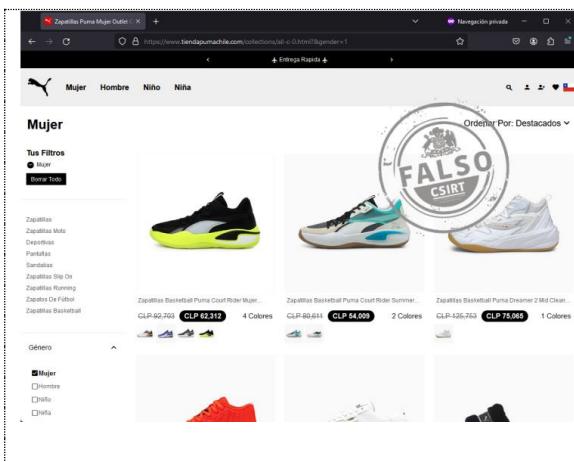 Zapatillas Puma Mujer Outlet C
Navegación privada
https://www.tiendapumachile.com/collections/all-c-0.html?&gender=1
Entrega Rapida
Mujer Hombre Niño Niña
Mujer
Ordenar Por: Destacados
FALSO
CSIRT
Tus Filtros
Mujer
Borrar Todo
Zapatillas
Zapatillas Mots
Deportivas
Pantallas
Sandalias
Zapatillas Slip On
Zapatillas Running
Zapatos De Fútbol
Zapatillas Basketball
Zapatillas Basketball Puma Court Rider Mujer...
CLP 92,703 CLP 62,312 4 Colores
Zapatillas Basketball Puma Court Rider Summer...
CLP 80,611 CLP 54,009 2 Colores
Zapatillas Basketball Puma Dreamer 2 Mid Clear...
CLP 125,753 CLP 75,065 1 Colores
Género
Mujer
Hombre
Niño
Niña